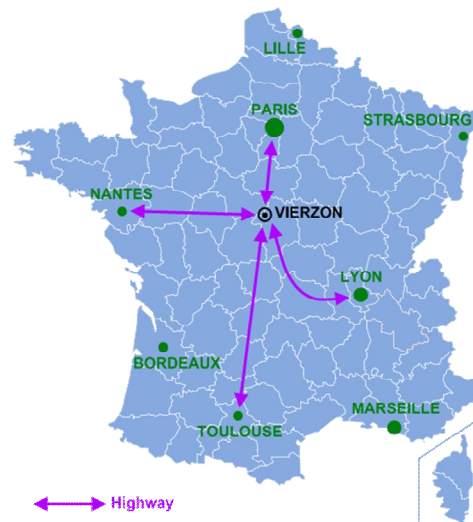 LILLE
PARIS
STRASBOURG
NANTES
VIERZON
LYON
BORDEAUX
MARSEILLE
TOULOUSE
Highway